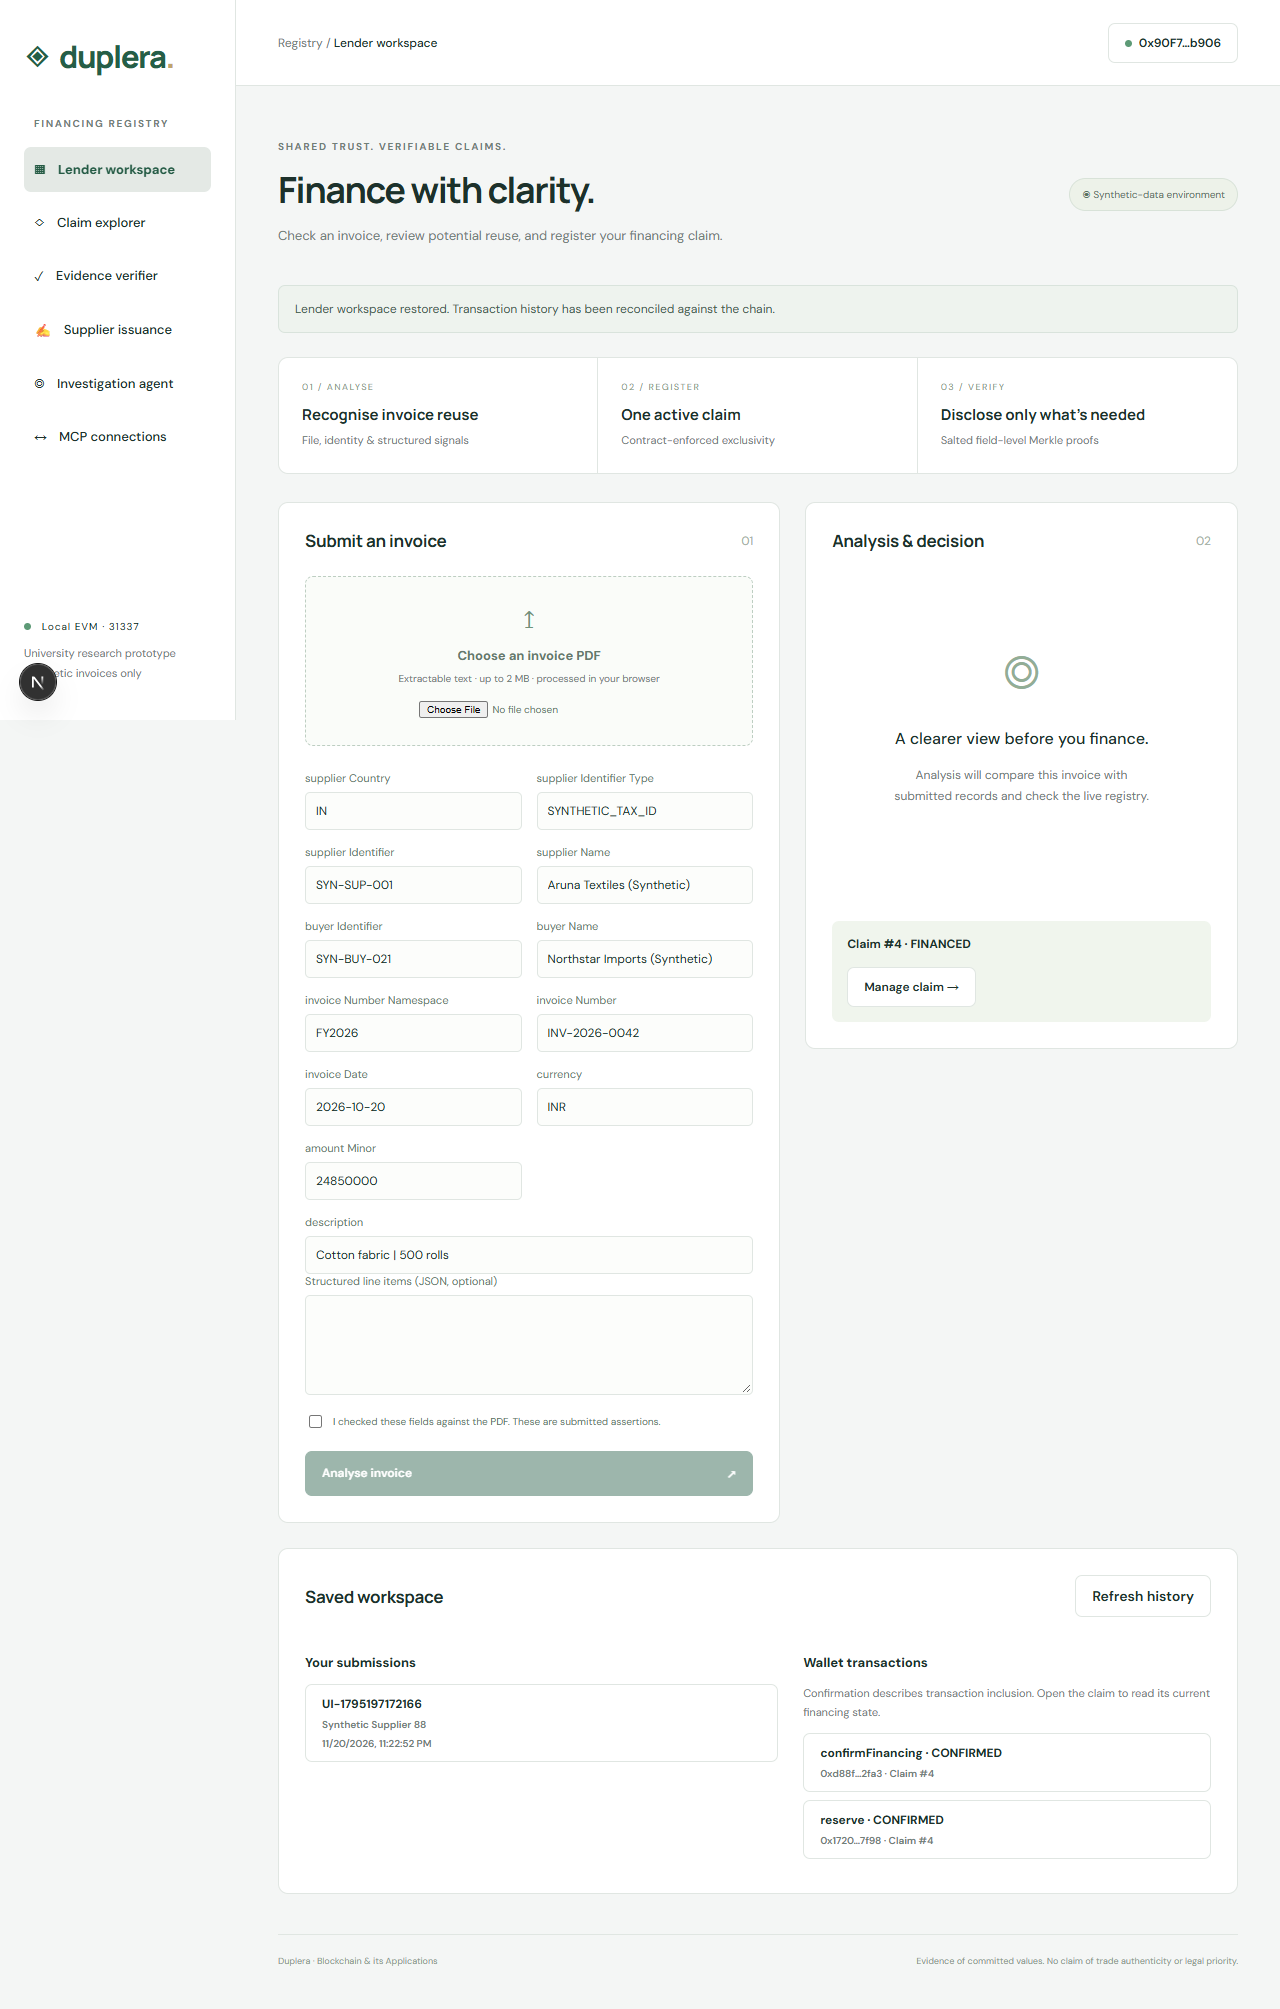 duplera.
FINANCING REGISTRY
Lender workspace
Claim explorer
Evidence verifier
Supplier issuance
Investigation agent
MCP connections
Local EVM · 31337
University research prototype
etic invoices only
N
Registry / Lender workspace
0x90F7…b906
SHARED TRUST. VERIFIABLE CLAIMS.
Finance with clarity.
Synthetic-data environment
Check an invoice, review potential reuse, and register your financing claim.
Lender workspace restored. Transaction history has been reconciled against the chain.
01 / ANALYSE
Recognise invoice reuse
File, identity & structured signals
02 / REGISTER
One active claim
Contract-enforced exclusivity
03 / VERIFY
Disclose only what's needed
Salted field-level Merkle proofs
Submit an invoice
01
Choose an invoice PDF
Extractable text · up to 2 MB · processed in your browser
Choose File No file chosen
supplier Country
IN
supplier Identifier Type
SYNTHETIC_TAX_ID
supplier Identifier
SYN-SUP-001
supplier Name
Aruna Textiles (Synthetic)
buyer Identifier
SYN-BUY-021
buyer Name
Northstar Imports (Synthetic)
invoice Number Namespace
FY2026
invoice Number
INV-2026-0042
invoice Date
2026-10-20
currency
INR
amount Minor
24850000
description
Cotton fabric | 500 rolls
Structured line items (JSON, optional)
I checked these fields against the PDF. These are submitted assertions.
Analyse invoice ↗
Analysis & decision
02
A clearer view before you finance.
Analysis will compare this invoice with
submitted records and check the live registry.
Claim #4 · FINANCED
Manage claim →
Saved workspace
Refresh history
Your submissions
UI-1795197172166
Synthetic Supplier 88
11/20/2026, 11:22:52 PM
Wallet transactions
Confirmation describes transaction inclusion. Open the claim to read its current
financing state.
confirmFinancing · CONFIRMED
0xd88f…2fa3 · Claim #4
reserve · CONFIRMED
0x1720…7f98 · Claim #4
Duplera · Blockchain & its Applications
Evidence of committed values. No claim of trade authenticity or legal priority.